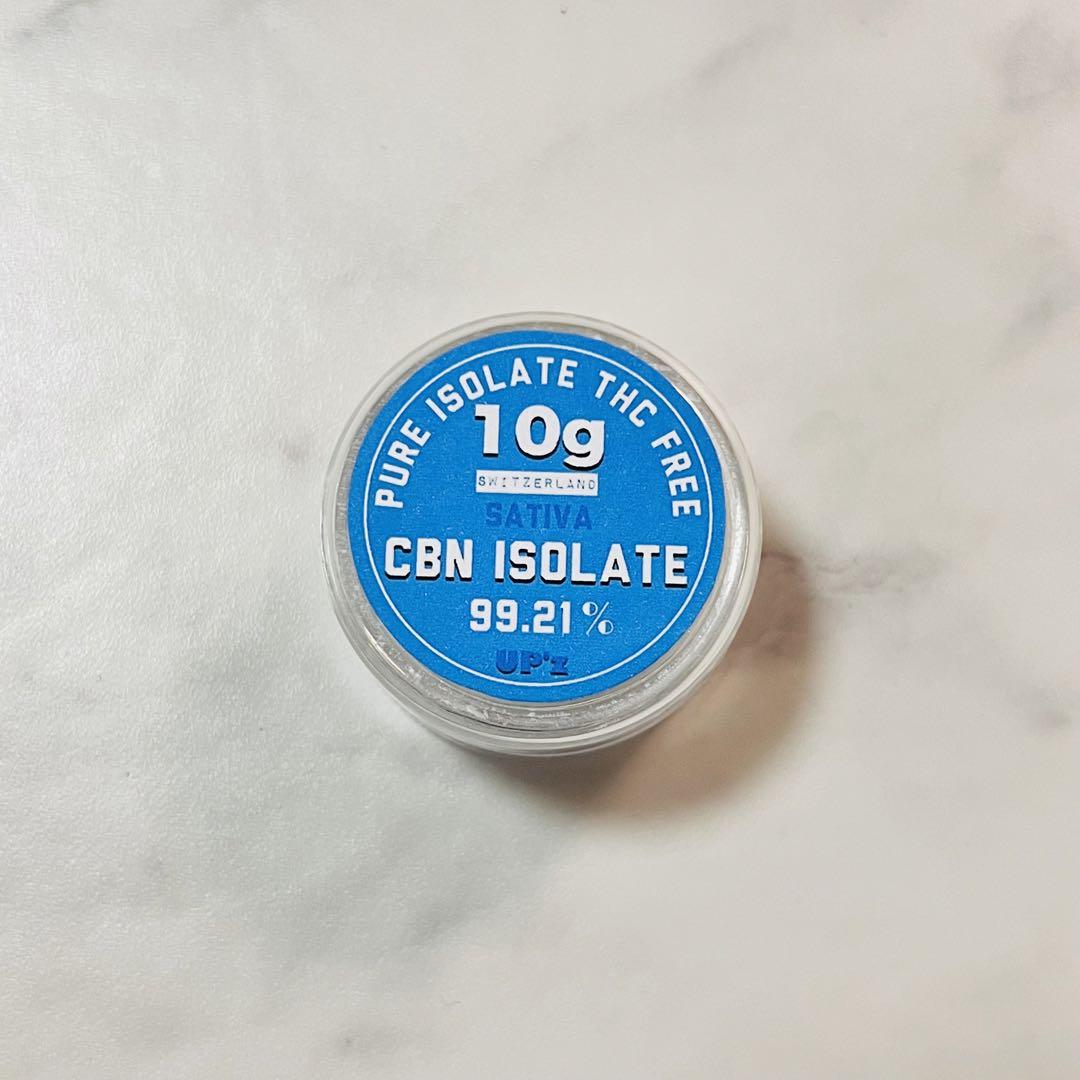 PURE ISOLATE THC FREE
10g
SWITZERLAND
SATIVA
CBN ISOLATE
99.21%
UP'z